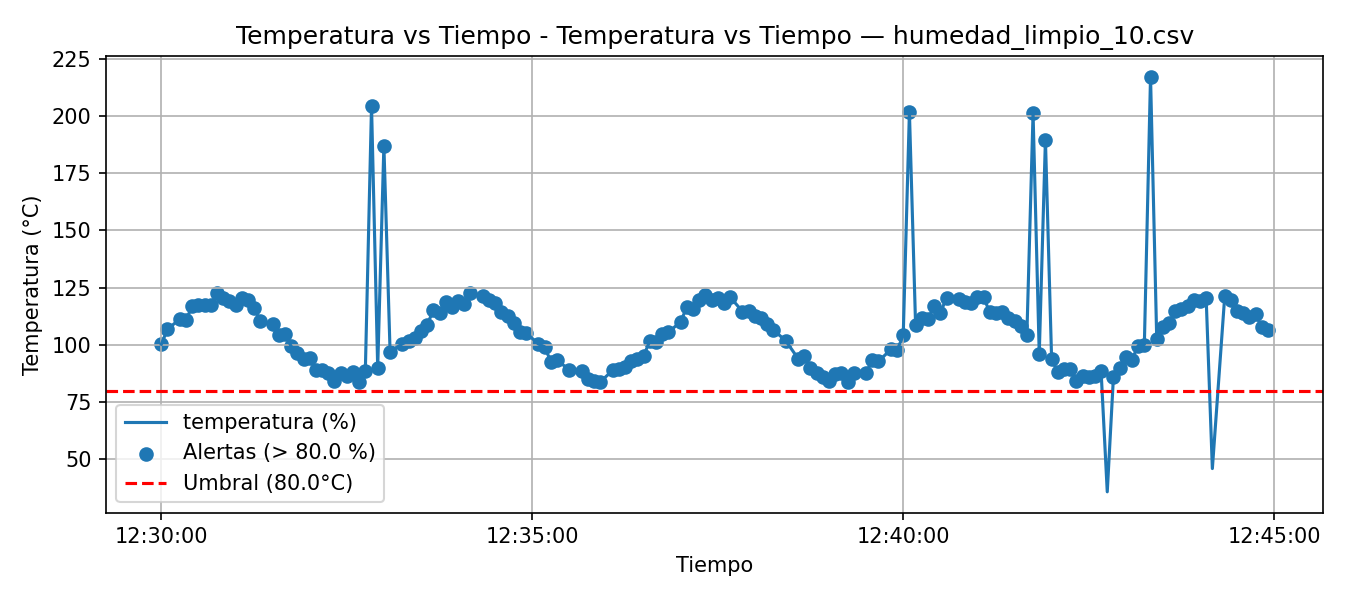 Temperatura vs Tiempo - Temperatura vs Tiempo — humedad_limpio_10.csv
Temperatura (°C)
225
200
175
150
125
100
75
50
temperatura (%)
Alertas (> 80.0 %)
Umbral (80.0°C)
12:30:00 12:35:00 12:40:00 12:45:00
Tiempo